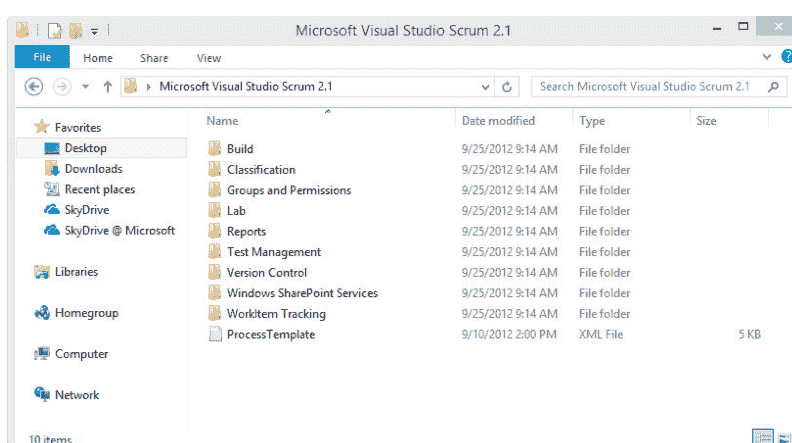 Microsoft Visual Studio Scrum 2.1
File Home Share View
Microsoft Visual Studio Scrum 2.1 Search Microsoft Visual Studio Scrum 2.1
Name Date modified Type Size
Favorites
Desktop
Downloads
Recent places
SkyDrive
SkyDrive @ Microsoft
Libraries
Homegroup
Computer
Network
Build 9/25/2012 9:14 AM File folder
Classification 9/25/2012 9:14 AM File folder
Groups and Permissions 9/25/2012 9:14 AM File folder
Lab 9/25/2012 9:14 AM File folder
Reports 9/25/2012 9:14 AM File folder
Test Management 9/25/2012 9:14 AM File folder
Version Control 9/25/2012 9:14 AM File folder
Windows SharePoint Services 9/25/2012 9:14 AM File folder
WorkItem Tracking 9/25/2012 9:14 AM File folder
ProcessTemplate 9/10/2012 2:00 PM XML File 5 KB
10 items